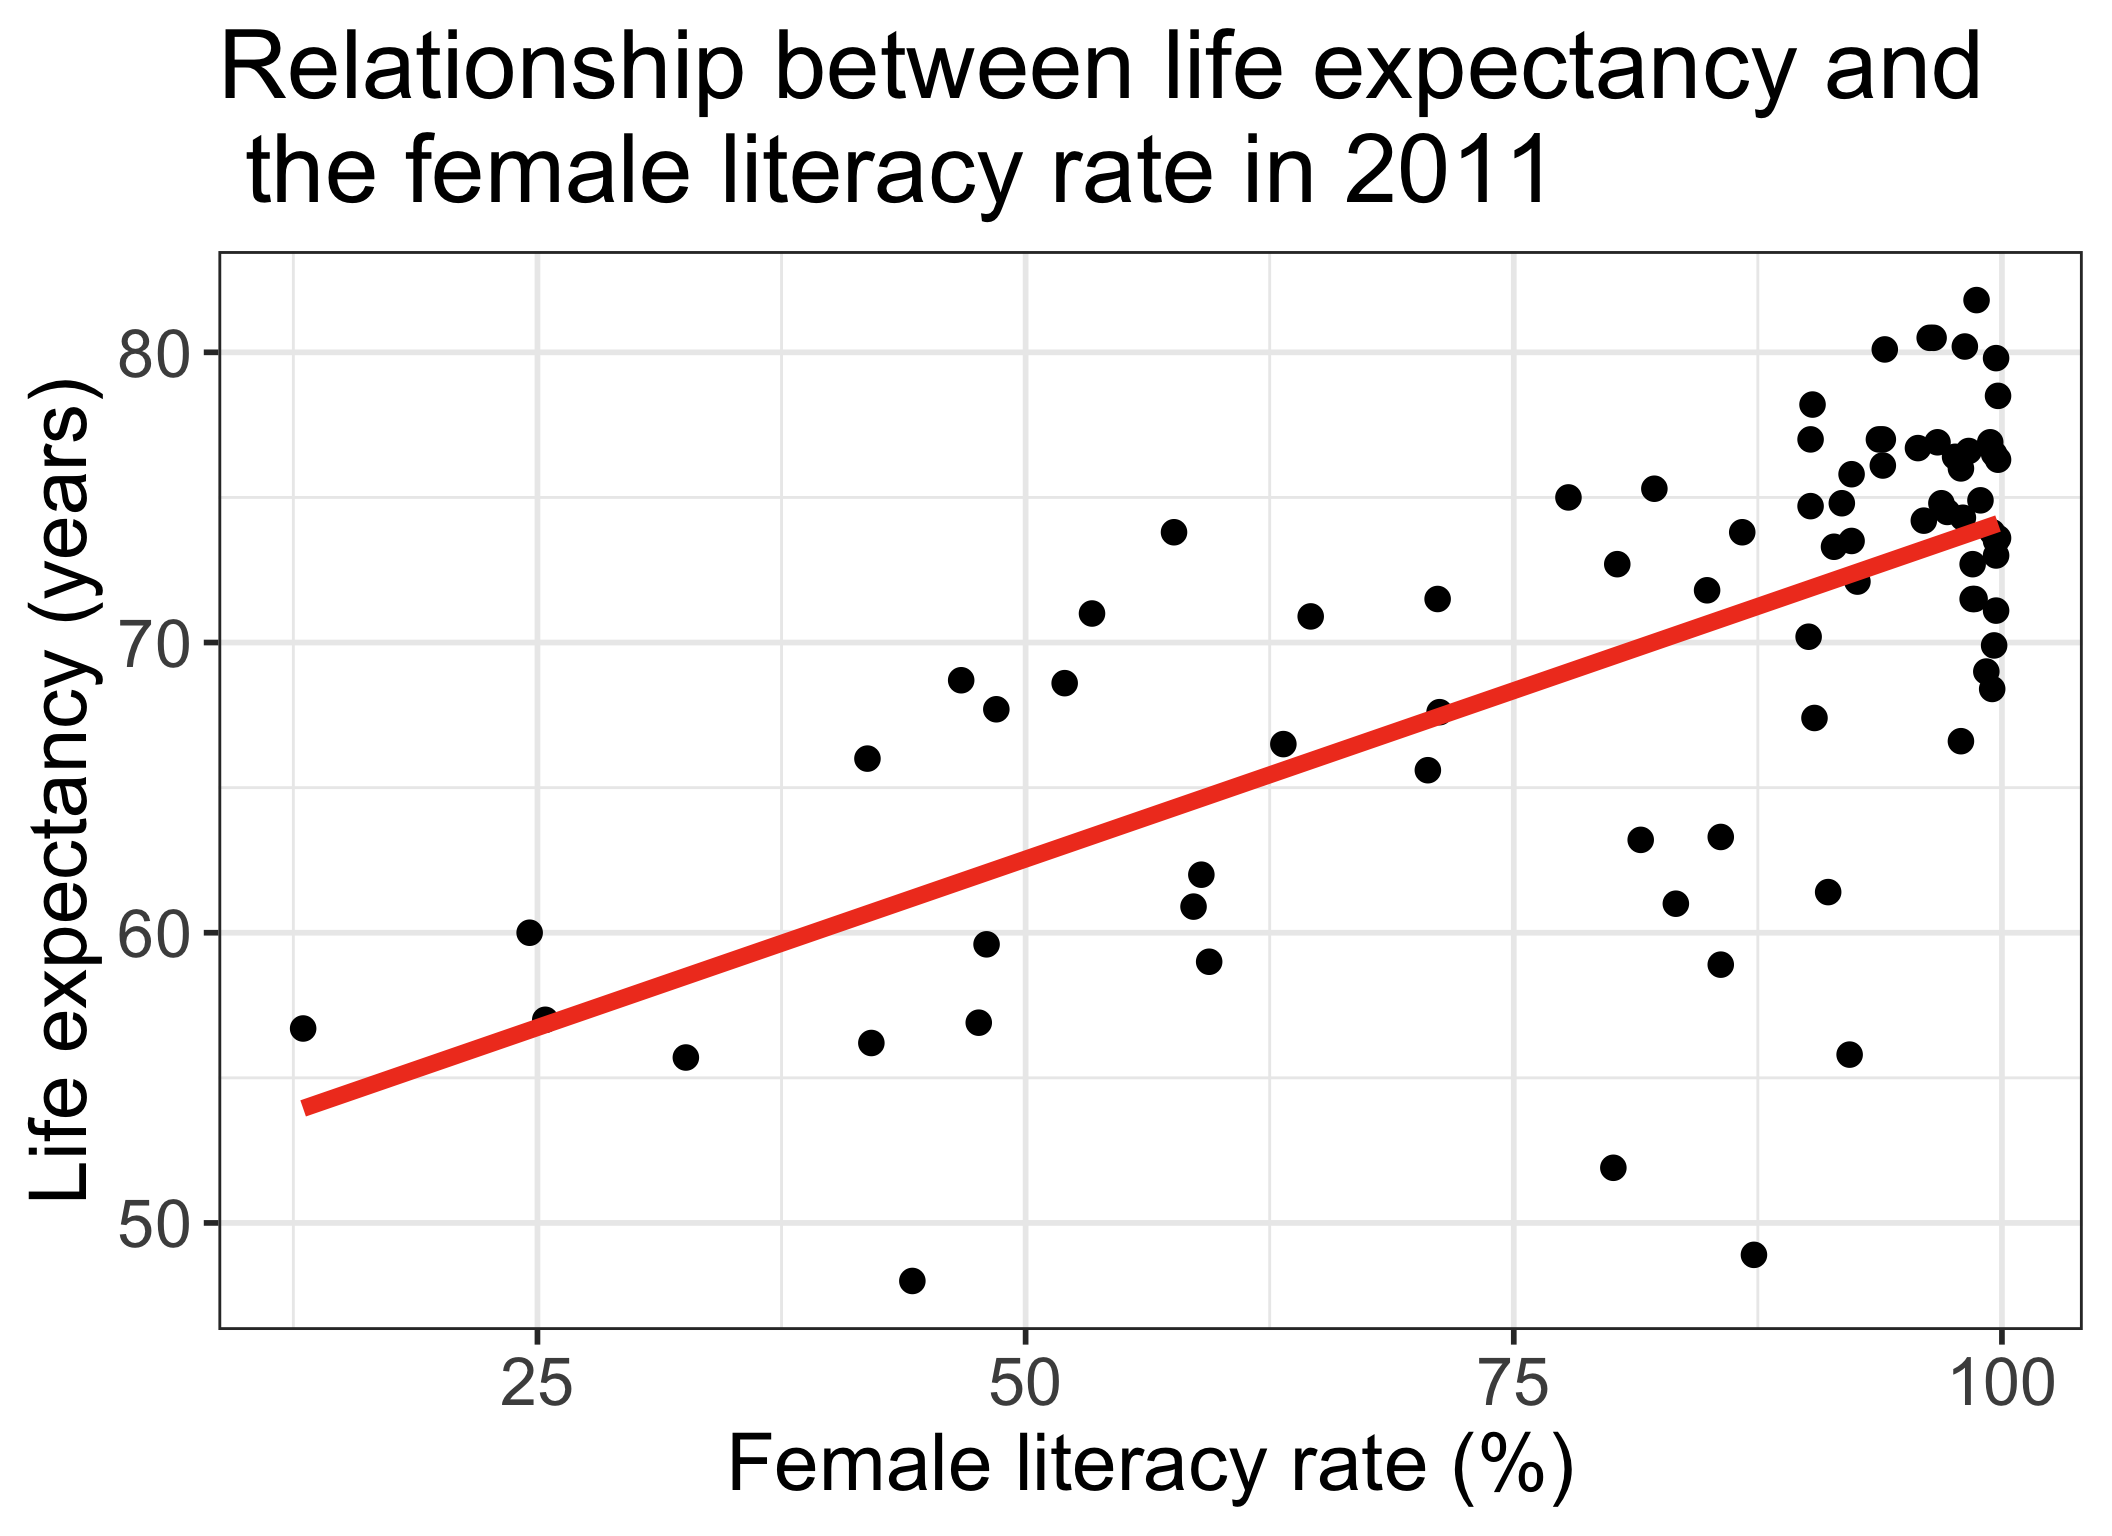 Relationship between life expectancy and
the female literacy rate in 2011
80
70
60
50
Life expectancy (years)
25 50 75 100
Female literacy rate (%)